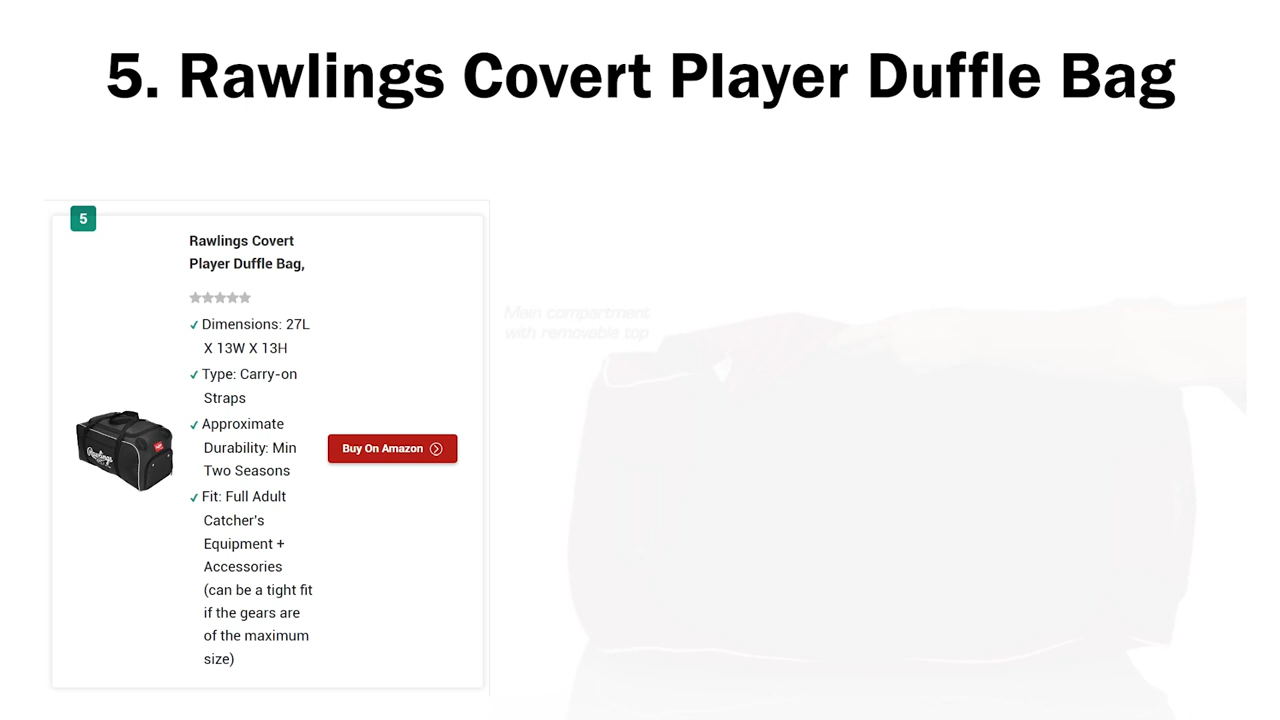 5. Rawlings Covert Player Duffle Bag
5
Rawlings Covert
Player Duffle Bag,
✓ Dimensions: 27L
X 13W X 13H
✓ Type: Carry-on
Straps
✓ Approximate
Durability: Min
Two Seasons
✓ Fit: Full Adult
Catcher's
Equipment +
Accessories
(can be a tight fit
if the gears are
of the maximum
size)
Rawlings
Buy On Amazon
Main compartment
with removable top